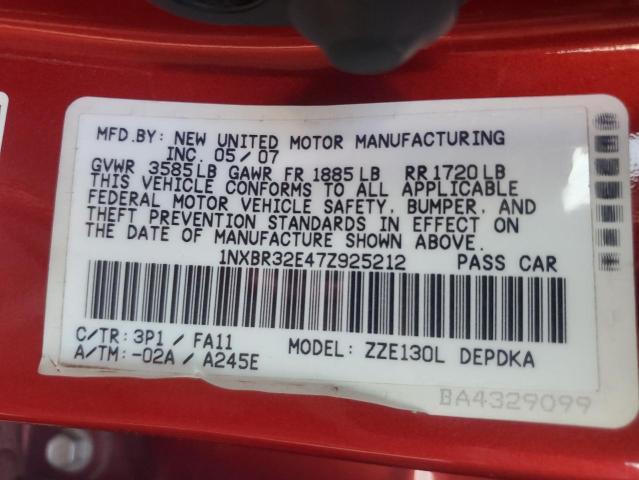 MFD.BY: NEW UNITED MOTOR MANUFACTURING
INC. 05/07
GVWR 3585LB GAWR FR 1885LB RR1720LB
THIS VEHICLE CONFORMS TO ALL APPLICABLE
FEDERAL MOTOR VEHICLE SAFETY, BUMPER, AND
THEFT PREVENTION STANDARDS IN EFFECT ON
THE DATE OF MANUFACTURE SHOWN ABOVE.
1NXBR32E47Z925212 PASS CAR
C/TR: 3P1 / FA11
A/TM: -02A / A245E
MODEL: ZZE130L DEPDKA
BA4329099